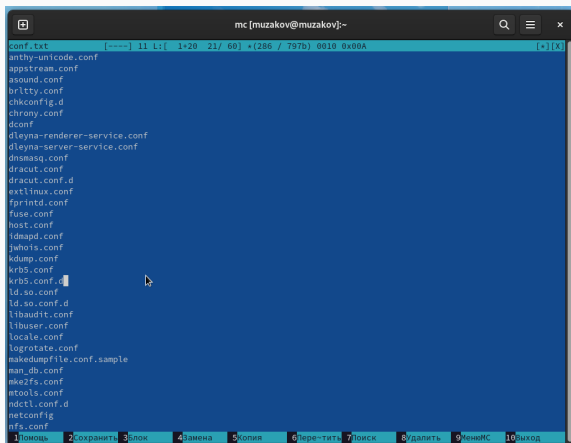 mc [muzakov@muzakov]:~
conf.txt [----] 11 L:[ 1+20 21/ 60] *(286 / 797b) 0010 0x00A [*][X]
anthy-unicode.conf
appstream.conf
asound.conf
brltty.conf
chkconfig.d
chrony.conf
dconf
dleyna-renderer-service.conf
dleyna-server-service.conf
dnsmasq.conf
dracut.conf
dracut.conf.d
extlinux.conf
fprintd.conf
fuse.conf
host.conf
idmapd.conf
jwhois.conf
kdump.conf
krb5.conf
krb5.conf.d
ld.so.conf
ld.so.conf.d
libaudit.conf
libuser.conf
locale.conf
logrotate.conf
makedumpfile.conf.sample
man_db.conf
mke2fs.conf
mtools.conf
ndctl.conf.d
netconfig
nfs.conf
1Помощь 2Сохранить 3Блок 4Замена 5Копия 6Пере~тить 7Поиск 8Удалить 9МенюMC 10Выход